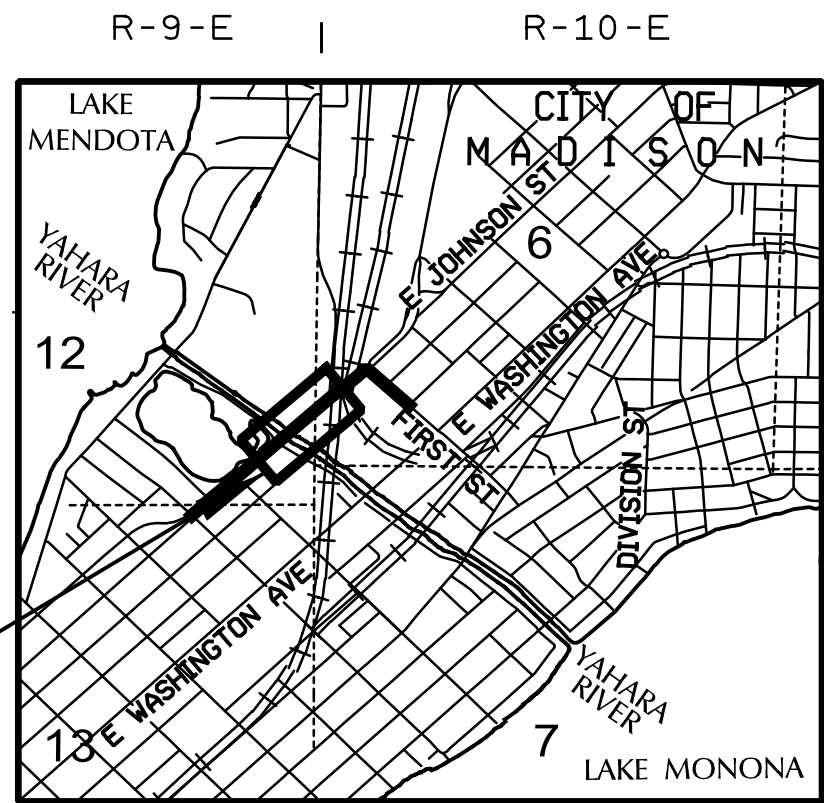 R-9-E
R-10-E
LAKE
MENDOTA
CITY OF
MADISON
E JOHNSON ST
6
YAHARA
RIVER
E WASHINGTON AVE
12
FIRST ST
DIVISION ST
E WASHINGTON AVE
13
YAHARA
RIVER
7
LAKE MONONA